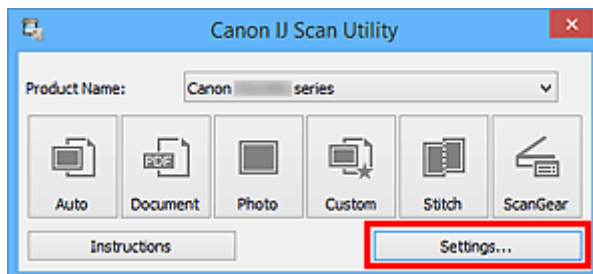 Canon IJ Scan Utility
Product Name: Canon series
PDF
Auto Document Photo Custom Stitch ScanGear
Instructions Settings...